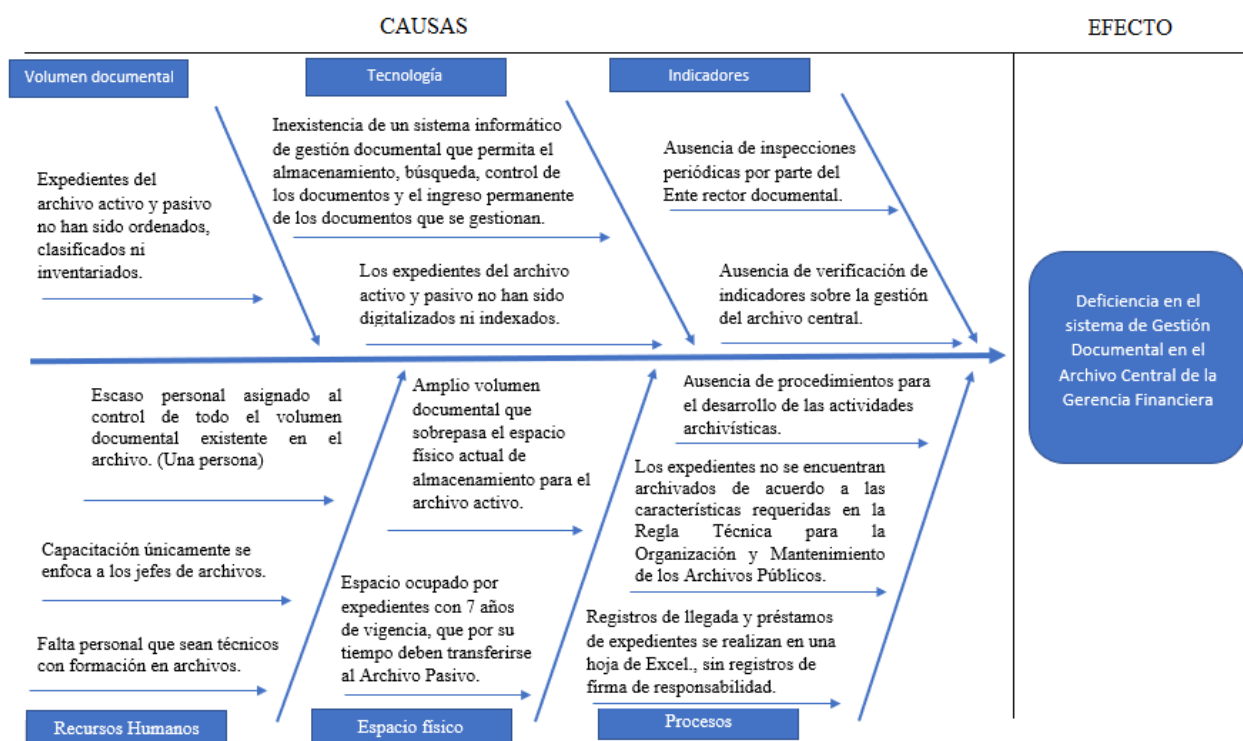 CAUSAS
EFECTO
Volumen documental
Tecnología
Indicadores
Expedientes del
archivo activo y pasivo
no han sido ordenados,
clasificados ni
inventariados.
Inexistencia de un sistema informático
de gestión documental que permita el
almacenamiento, búsqueda, control de
los documentos y el ingreso permanente
de los documentos que se gestionan.
Los expedientes del archivo
activo y pasivo no han sido
digitalizados ni indexados.
Ausencia de inspecciones
periódicas por parte del
Ente rector documental.
Ausencia de verificación de
indicadores sobre la gestión
del archivo central.
Deficiencia en el
sistema de Gestión
Documental en el
Archivo Central de la
Gerencia Financiera
Escaso personal asignado al
control de todo el volumen
documental existente en el
archivo. (Una persona)
Capacitación únicamente se
enfoca a los jefes de archivos.
Falta personal que sean técnicos
con formación en archivos.
Amplio volumen
documental que
sobrepasa el espacio
físico actual de
almacenamiento para el
archivo activo.
Espacio ocupado por
expedientes con 7 años
de vigencia, que por su
tiempo deben transferirse
al Archivo Pasivo.
Ausencia de procedimientos para
el desarrollo de las actividades
archivísticas.
Los expedientes no se encuentran
archivados de acuerdo a las
características requeridas en la
Regla Técnica para la
Organización y Mantenimiento
de los Archivos Públicos.
Registros de llegada y préstamos
de expedientes se realizan en una
hoja de Excel., sin registros de
firma de responsabilidad.
Recursos Humanos
Espacio físico
Procesos